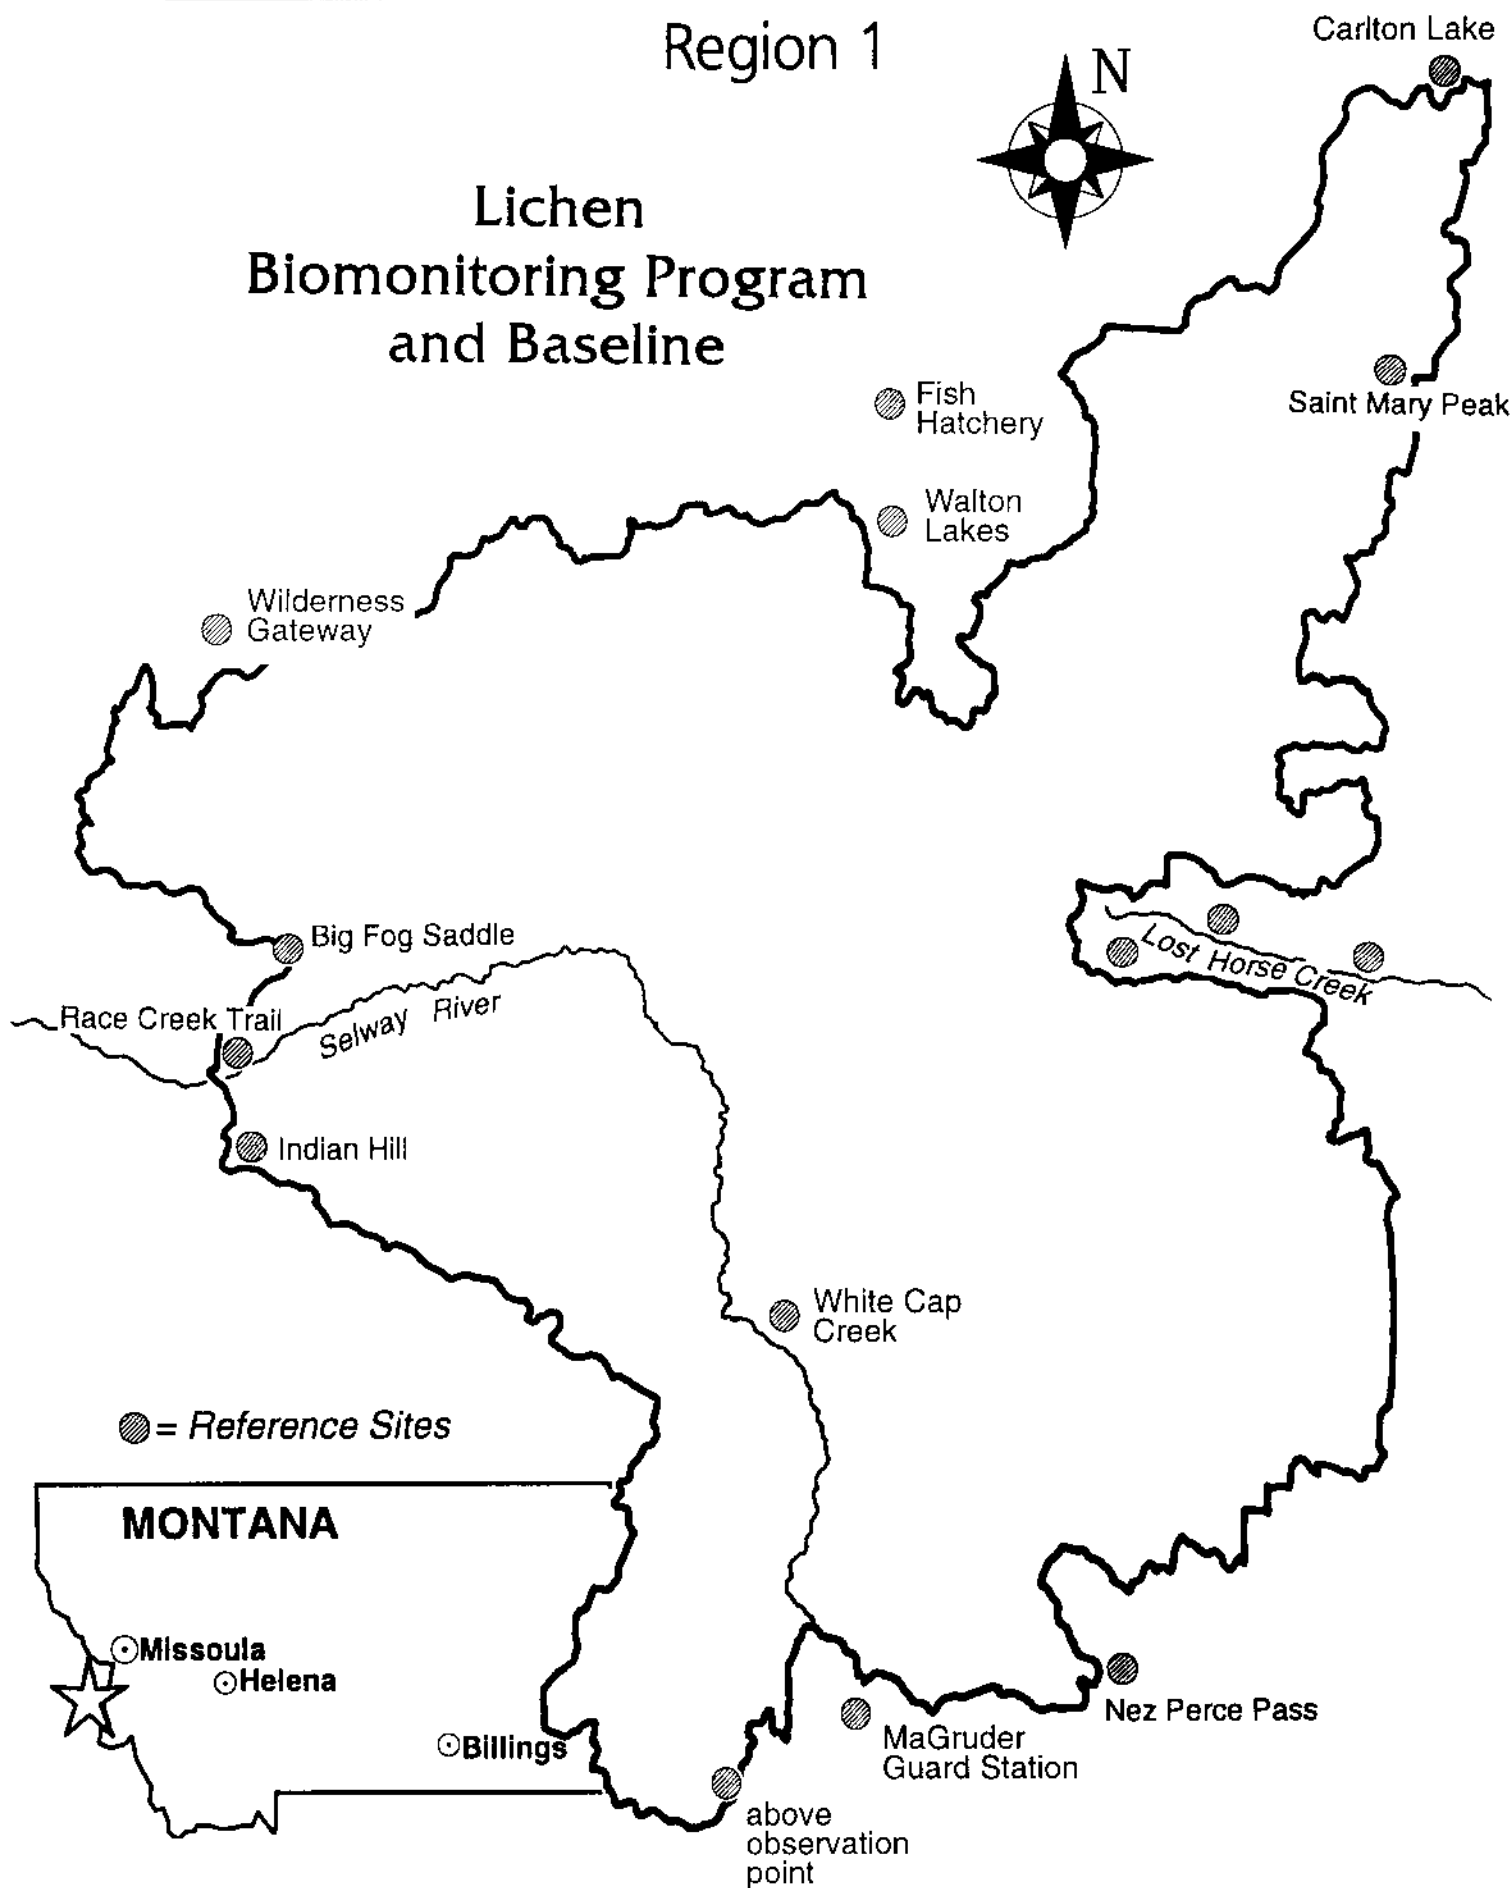 Region 1
Carlton Lake
N
Lichen
Biomonitoring Program
and Baseline
Fish
Hatchery
Saint Mary Peak
Walton
Lakes
Wilderness
Gateway
Big Fog Saddle
Lost Horse Creek
Race Creek Trail
Selway River
Indian Hill
White Cap
Creek
= Reference Sites
MONTANA
Missoula
Helena
Billings
Nez Perce Pass
MaGruder
Guard Station
above
observation
point